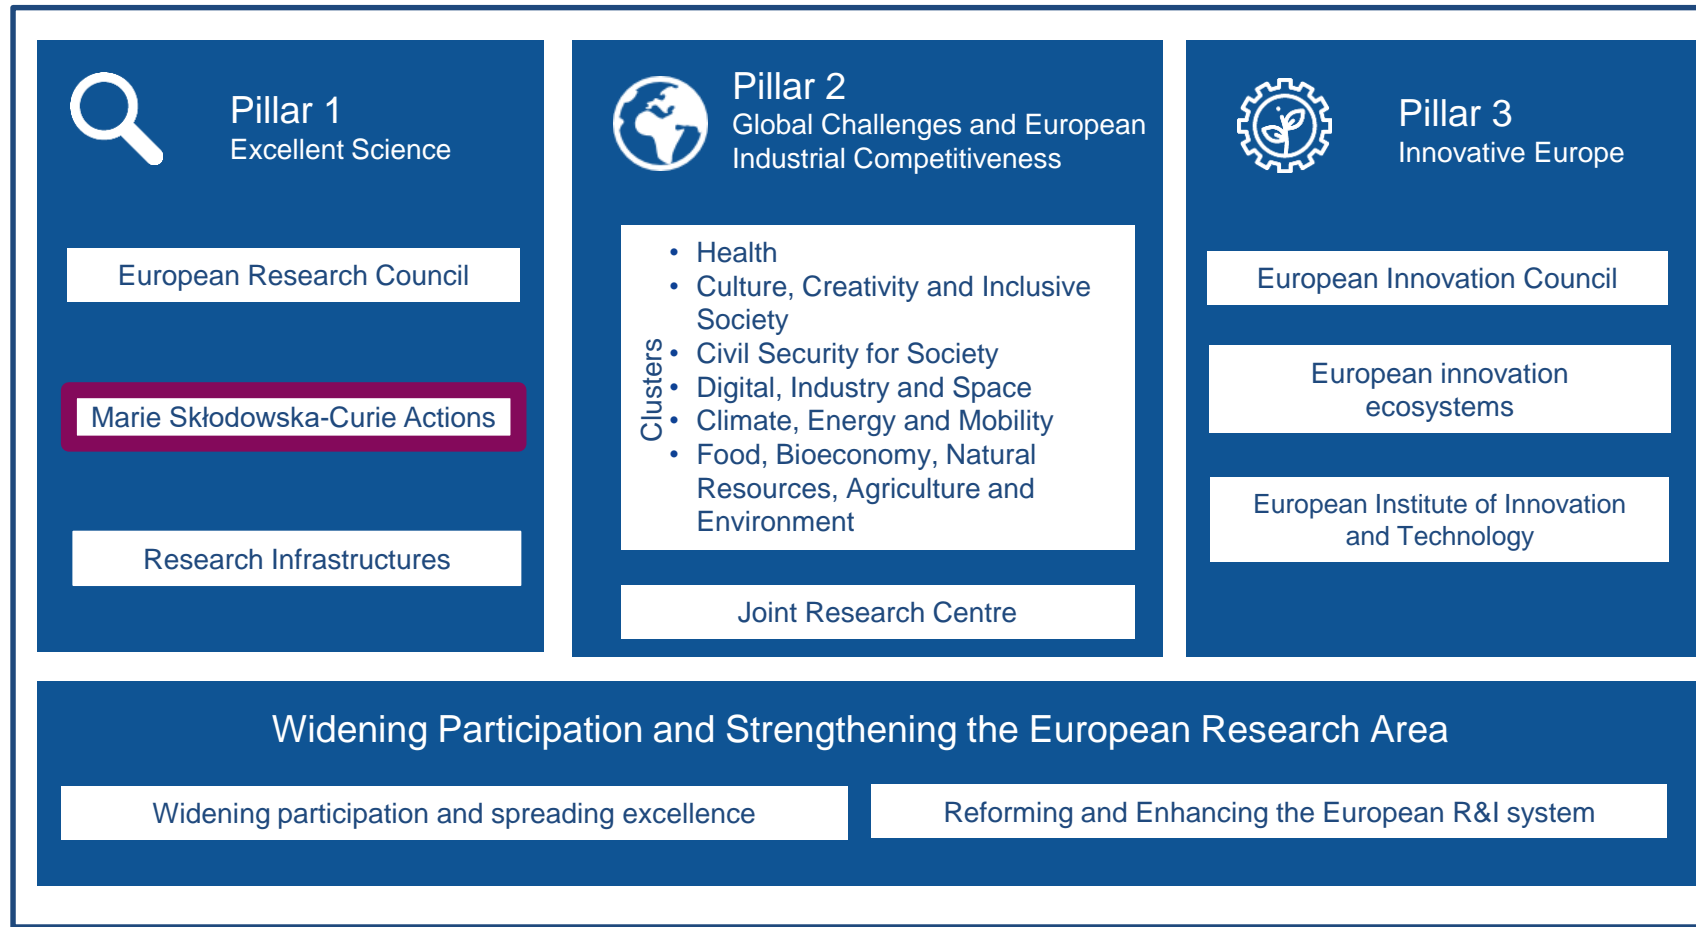 Pillar 1
Excellent Science
European Research Council
Marie Skłodowska-Curie Actions
Research Infrastructures
Pillar 2
Global Challenges and European
Industrial Competitiveness
Clusters
• Health
• Culture, Creativity and Inclusive
Society
• Civil Security for Society
• Digital, Industry and Space
• Climate, Energy and Mobility
• Food, Bioeconomy, Natural
Resources, Agriculture and
Environment
Joint Research Centre
Pillar 3
Innovative Europe
European Innovation Council
European innovation
ecosystems
European Institute of Innovation
and Technology
Widening Participation and Strengthening the European Research Area
Widening participation and spreading excellence
Reforming and Enhancing the European R&I system